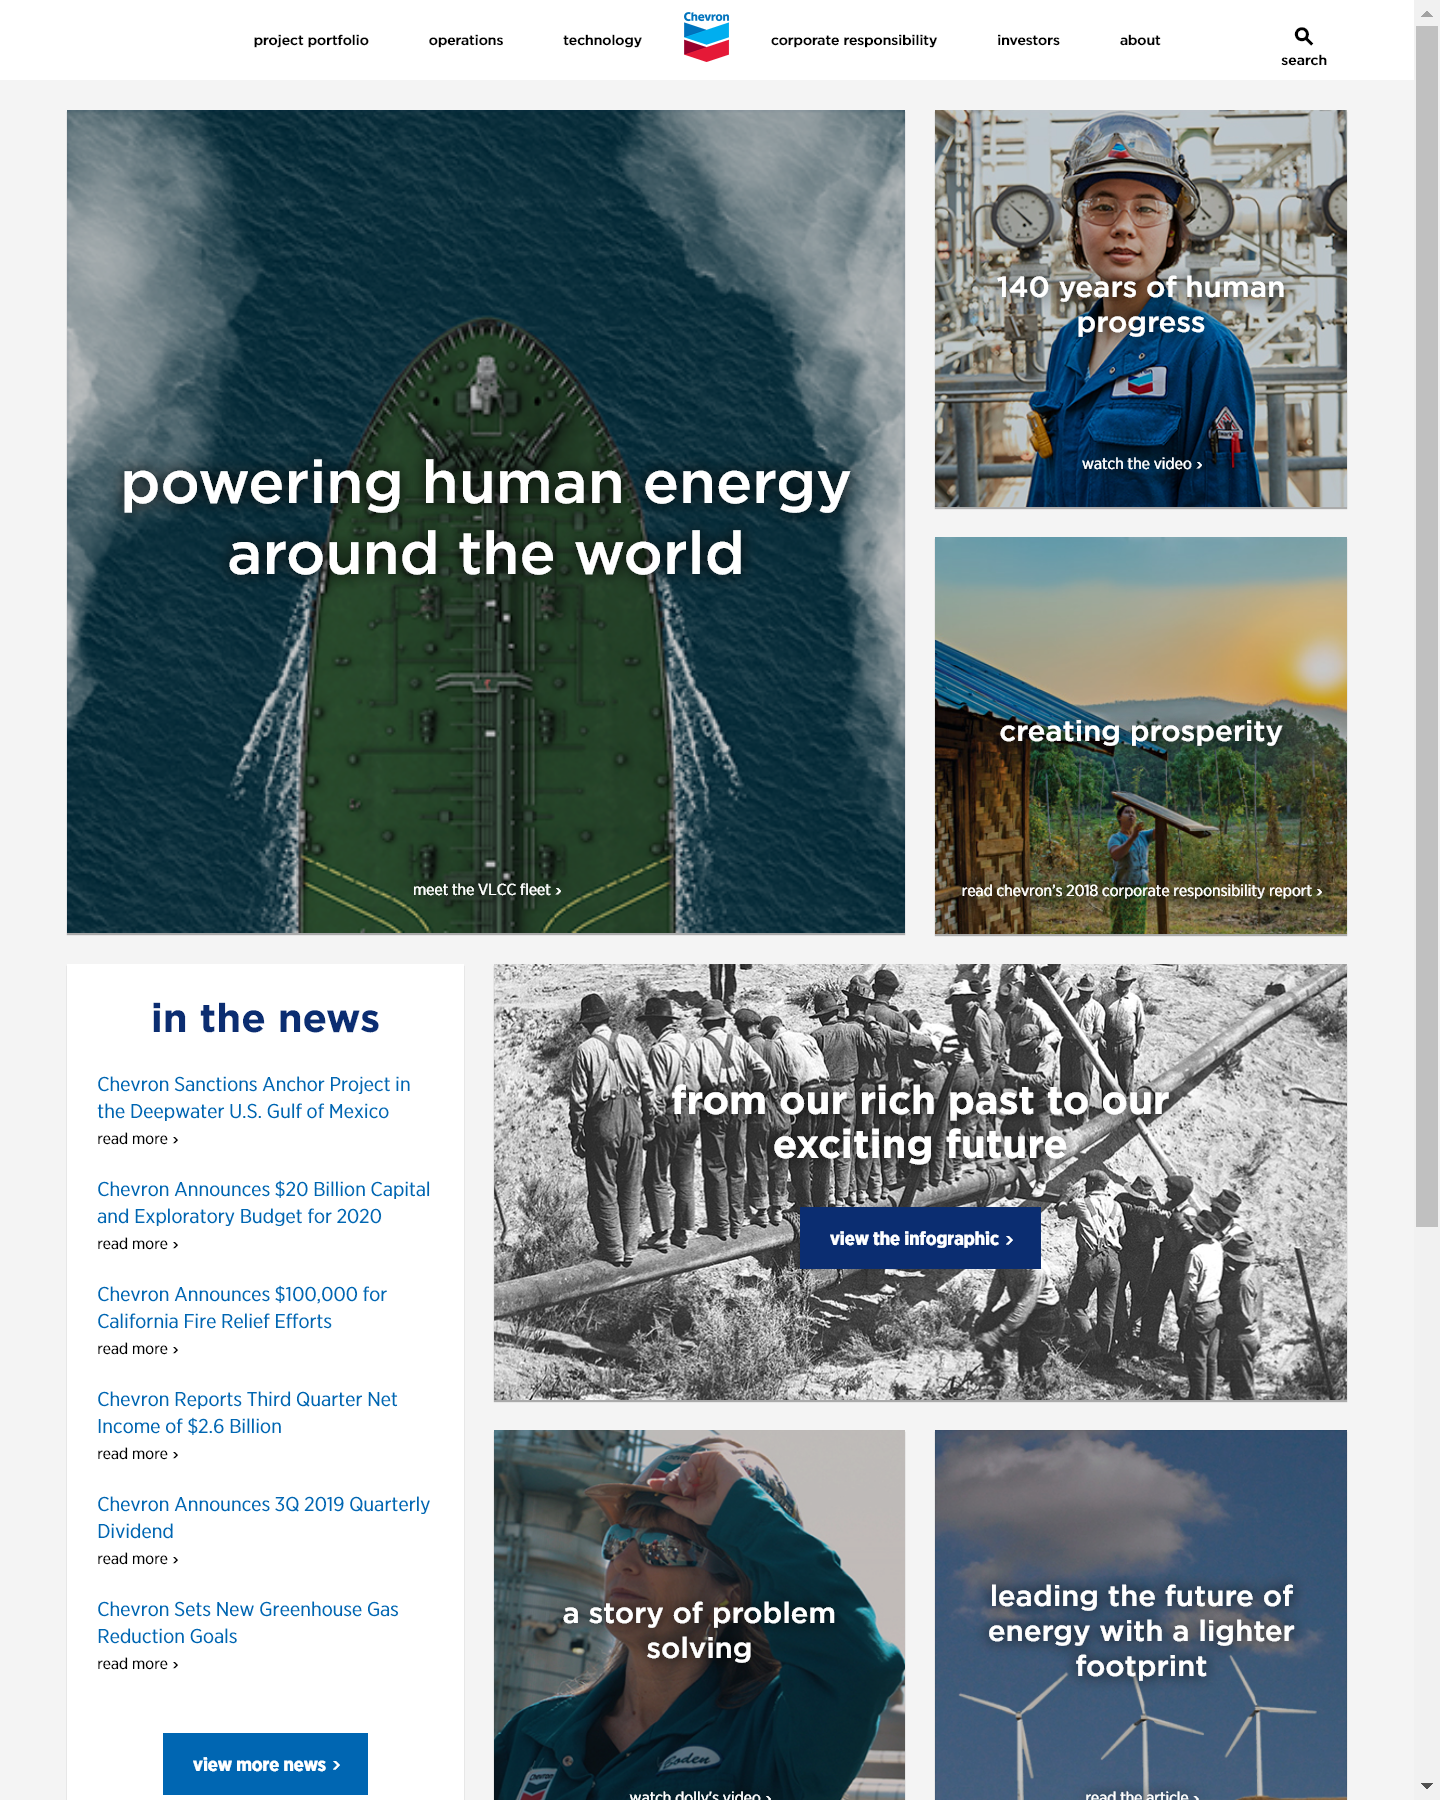 project portfolio
operations
technology
Chevron
corporate responsibility
investors
about
search
powering human energy
around the world
meet the VLCC fleet ›
140 years of human
progress
watch the video ›
creating prosperity
read chevron's 2018 corporate responsibility report ›
in the news
Chevron Sanctions Anchor Project in
the Deepwater U.S. Gulf of Mexico
read more ›
Chevron Announces $20 Billion Capital
and Exploratory Budget for 2020
read more ›
Chevron Announces $100,000 for
California Fire Relief Efforts
read more ›
Chevron Reports Third Quarter Net
Income of $2.6 Billion
read more ›
Chevron Announces 3Q 2019 Quarterly
Dividend
read more ›
Chevron Sets New Greenhouse Gas
Reduction Goals
read more ›
view more news ›
from our rich past to our
exciting future
view the infographic ›
a story of problem
solving
watch dolly's video ›
leading the future of
energy with a lighter
footprint
read the article ›